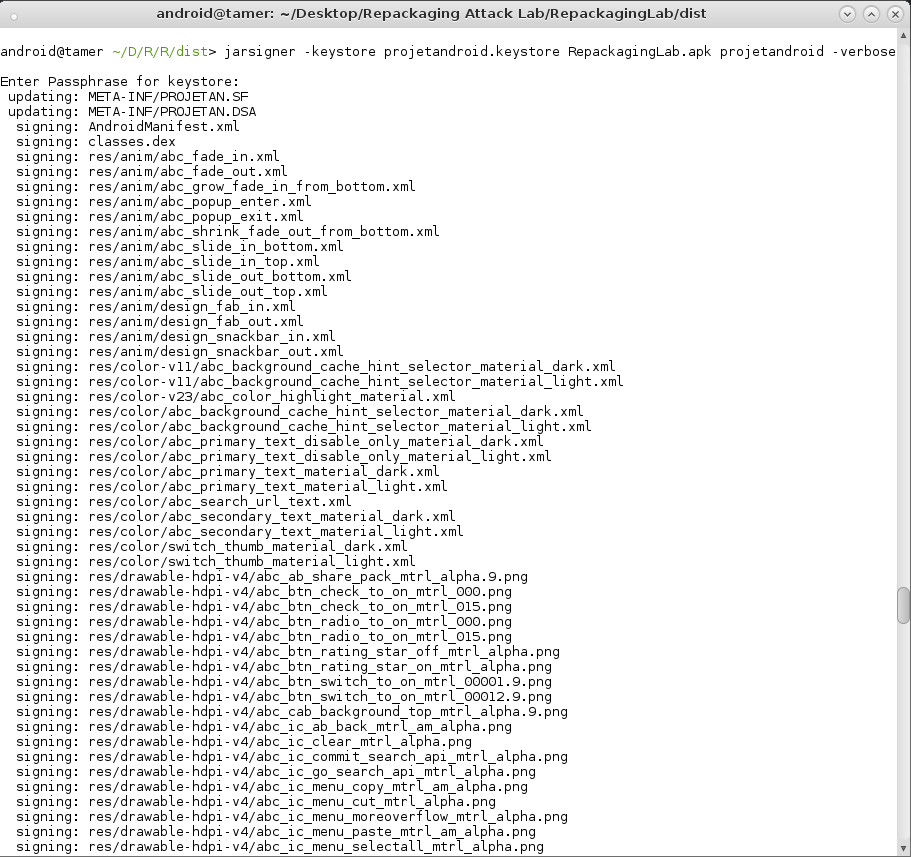 android@tamer: ~/Desktop/Repackaging Attack Lab/RepackagingLab/dist
android@tamer ~/D/R/R/dist> jarsigner -keystore projetandroid.keystore RepackagingLab.apk projetandroid -verbose
Enter Passphrase for keystore:
updating: META-INF/PROJETAN.SF
updating: META-INF/PROJETAN.DSA
signing: AndroidManifest.xml
signing: classes.dex
signing: res/anim/abc_fade_in.xml
signing: res/anim/abc_fade_out.xml
signing: res/anim/abc_grow_fade_in_from_bottom.xml
signing: res/anim/abc_popup_enter.xml
signing: res/anim/abc_popup_exit.xml
signing: res/anim/abc_shrink_fade_out_from_bottom.xml
signing: res/anim/abc_slide_in_bottom.xml
signing: res/anim/abc_slide_in_top.xml
signing: res/anim/abc_slide_out_bottom.xml
signing: res/anim/abc_slide_out_top.xml
signing: res/anim/design_fab_in.xml
signing: res/anim/design_fab_out.xml
signing: res/anim/design_snackbar_in.xml
signing: res/anim/design_snackbar_out.xml
signing: res/color-v11/abc_background_cache_hint_selector_material_dark.xml
signing: res/color-v11/abc_background_cache_hint_selector_material_light.xml
signing: res/color-v23/abc_color_highlight_material.xml
signing: res/color/abc_background_cache_hint_selector_material_dark.xml
signing: res/color/abc_background_cache_hint_selector_material_light.xml
signing: res/color/abc_primary_text_disable_only_material_dark.xml
signing: res/color/abc_primary_text_disable_only_material_light.xml
signing: res/color/abc_primary_text_material_dark.xml
signing: res/color/abc_primary_text_material_light.xml
signing: res/color/abc_search_url_text.xml
signing: res/color/abc_secondary_text_material_dark.xml
signing: res/color/abc_secondary_text_material_light.xml
signing: res/color/switch_thumb_material_dark.xml
signing: res/color/switch_thumb_material_light.xml
signing: res/drawable-hdpi-v4/abc_ab_share_pack_mtrl_alpha.9.png
signing: res/drawable-hdpi-v4/abc_btn_check_to_on_mtrl_000.png
signing: res/drawable-hdpi-v4/abc_btn_check_to_on_mtrl_015.png
signing: res/drawable-hdpi-v4/abc_btn_radio_to_on_mtrl_000.png
signing: res/drawable-hdpi-v4/abc_btn_radio_to_on_mtrl_015.png
signing: res/drawable-hdpi-v4/abc_btn_rating_star_off_mtrl_alpha.png
signing: res/drawable-hdpi-v4/abc_btn_rating_star_on_mtrl_alpha.png
signing: res/drawable-hdpi-v4/abc_btn_switch_to_on_mtrl_00001.9.png
signing: res/drawable-hdpi-v4/abc_btn_switch_to_on_mtrl_00012.9.png
signing: res/drawable-hdpi-v4/abc_cab_background_top_mtrl_alpha.9.png
signing: res/drawable-hdpi-v4/abc_ic_ab_back_mtrl_am_alpha.png
signing: res/drawable-hdpi-v4/abc_ic_clear_mtrl_alpha.png
signing: res/drawable-hdpi-v4/abc_ic_commit_search_api_mtrl_alpha.png
signing: res/drawable-hdpi-v4/abc_ic_go_search_api_mtrl_alpha.png
signing: res/drawable-hdpi-v4/abc_ic_menu_copy_mtrl_am_alpha.png
signing: res/drawable-hdpi-v4/abc_ic_menu_cut_mtrl_alpha.png
signing: res/drawable-hdpi-v4/abc_ic_menu_moreoverflow_mtrl_alpha.png
signing: res/drawable-hdpi-v4/abc_ic_menu_paste_mtrl_am_alpha.png
signing: res/drawable-hdpi-v4/abc_ic_menu_selectall_mtrl_alpha.png